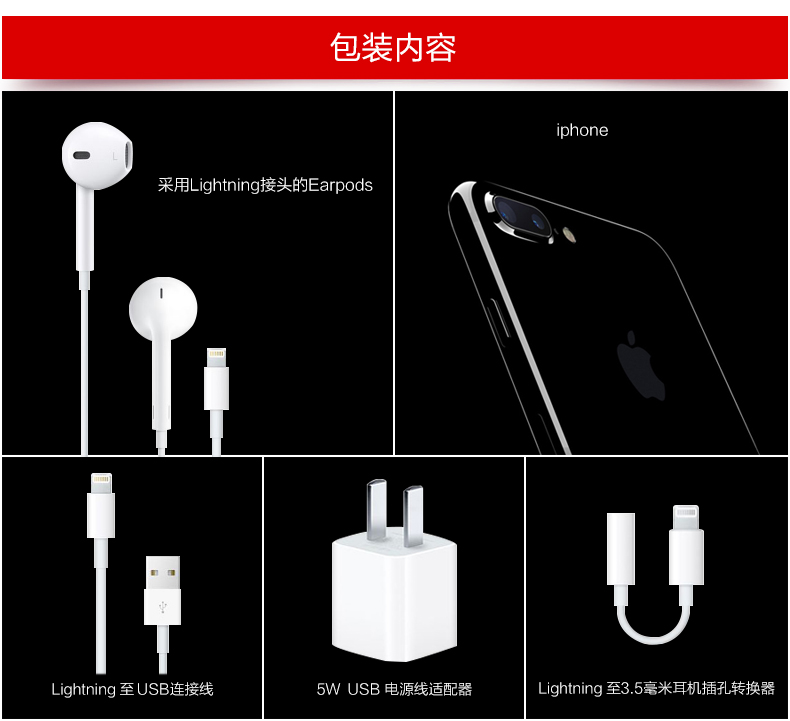 包装内容
iphone
采用Lightning接头的Earpods
L
Lightning 至USB连接线
5W USB 电源线适配器
Lightning 至3.5毫米耳机插孔转换器